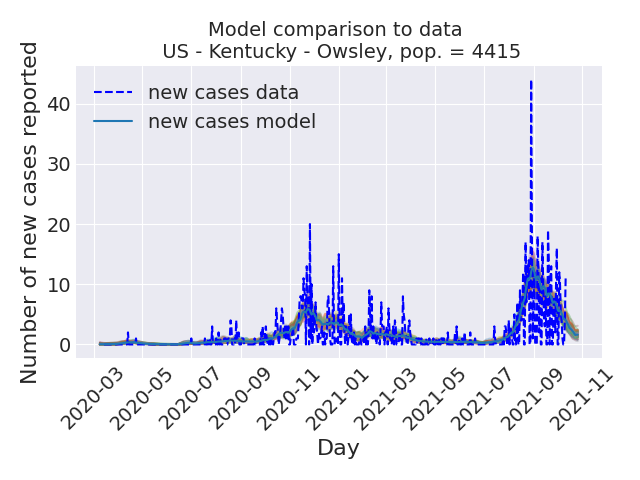 Model comparison to data
US - Kentucky - Owsley, pop. = 4415
Number of new cases reported
new cases data
new cases model
40
30
20
10
0
2020-03
2020-05
2020-07
2020-09
2020-11
2021-01
2021-03
2021-05
2021-07
2021-09
2021-11
Day